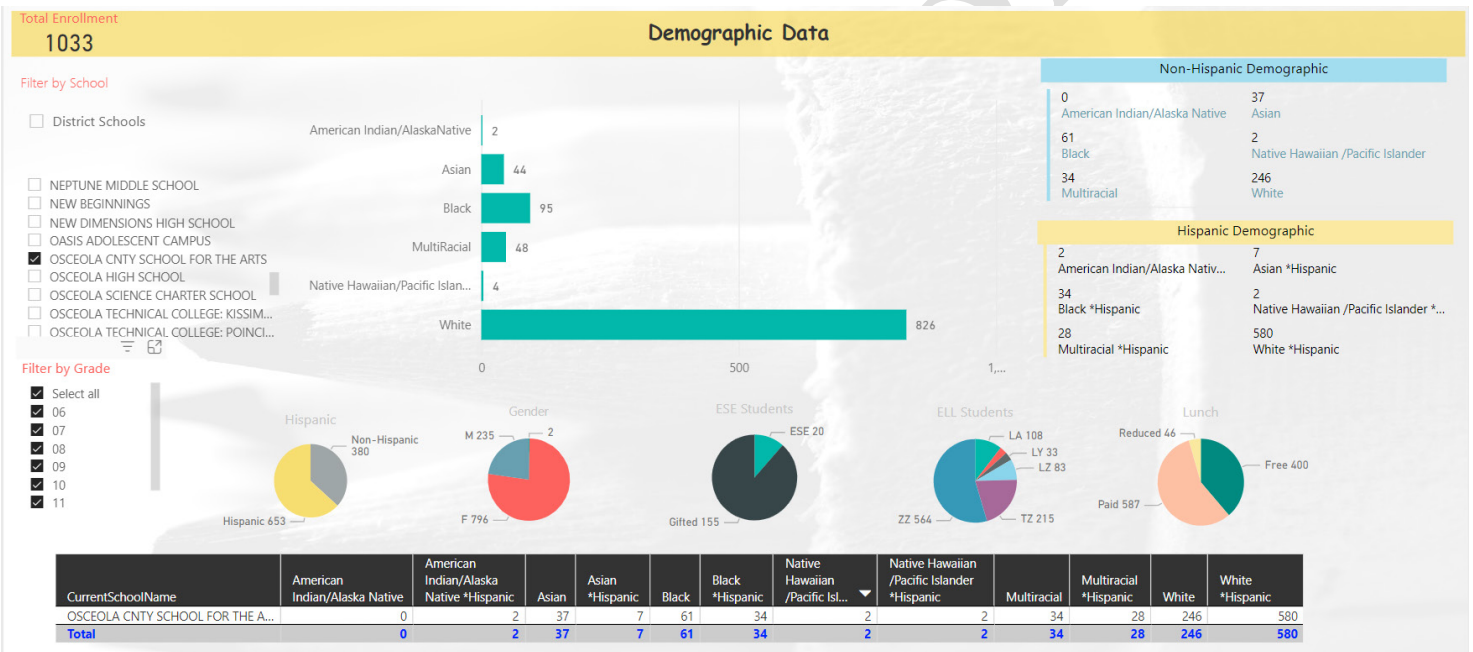 Total Enrollment
1033
Demographic Data
Filter by School
District Schools
NEPTUNE MIDDLE SCHOOL
NEW BEGINNINGS
NEW DIMENSIONS HIGH SCHOOL
OASIS ADOLESCENT CAMPUS
OSCEOLA CNTY SCHOOL FOR THE ARTS
OSCEOLA HIGH SCHOOL
OSCEOLA SCIENCE CHARTER SCHOOL
OSCEOLA TECHNICAL COLLEGE: KISSIM...
OSCEOLA TECHNICAL COLLEGE: POINCI...
Filter by Grade
Select all
06
07
08
09
10
11
American Indian/AlaskaNative 2
Asian 44
Black 95
MultiRacial 48
Native Hawaiian/Pacific Islan... 4
White 826
0 500 1,...
Non-Hispanic Demographic
0 37
American Indian/Alaska Native Asian
61 2
Black Native Hawaiian /Pacific Islander
34 246
Multiracial White
Hispanic Demographic
2 7
American Indian/Alaska Nativ... Asian *Hispanic
34 2
Black *Hispanic Native Hawaiian /Pacific Islander *...
28 580
Multiracial *Hispanic White *Hispanic
Hispanic
Non-Hispanic
380
Hispanic 653
Gender
M 235
2
F 796
ESE Students
ESE 20
Gifted 155
ELL Students
LA 108
LY 33
LZ 83
ZZ 564
TZ 215
Lunch
Reduced 46
Free 400
Paid 587
CurrentSchoolName
American
Indian/Alaska Native
American
Indian/Alaska
Native *Hispanic
Asian
Asian
*Hispanic
Black
Black
*Hispanic
Native
Hawaiian
/Pacific Isl...
Native Hawaiian
/Pacific Islander
*Hispanic
Multiracial
Multiracial
*Hispanic
White
White
*Hispanic
OSCEOLA CNTY SCHOOL FOR THE A... 0 2 37 7 61 34 2 2 34 28 246 580
Total 0 2 37 7 61 34 2 2 34 28 246 580